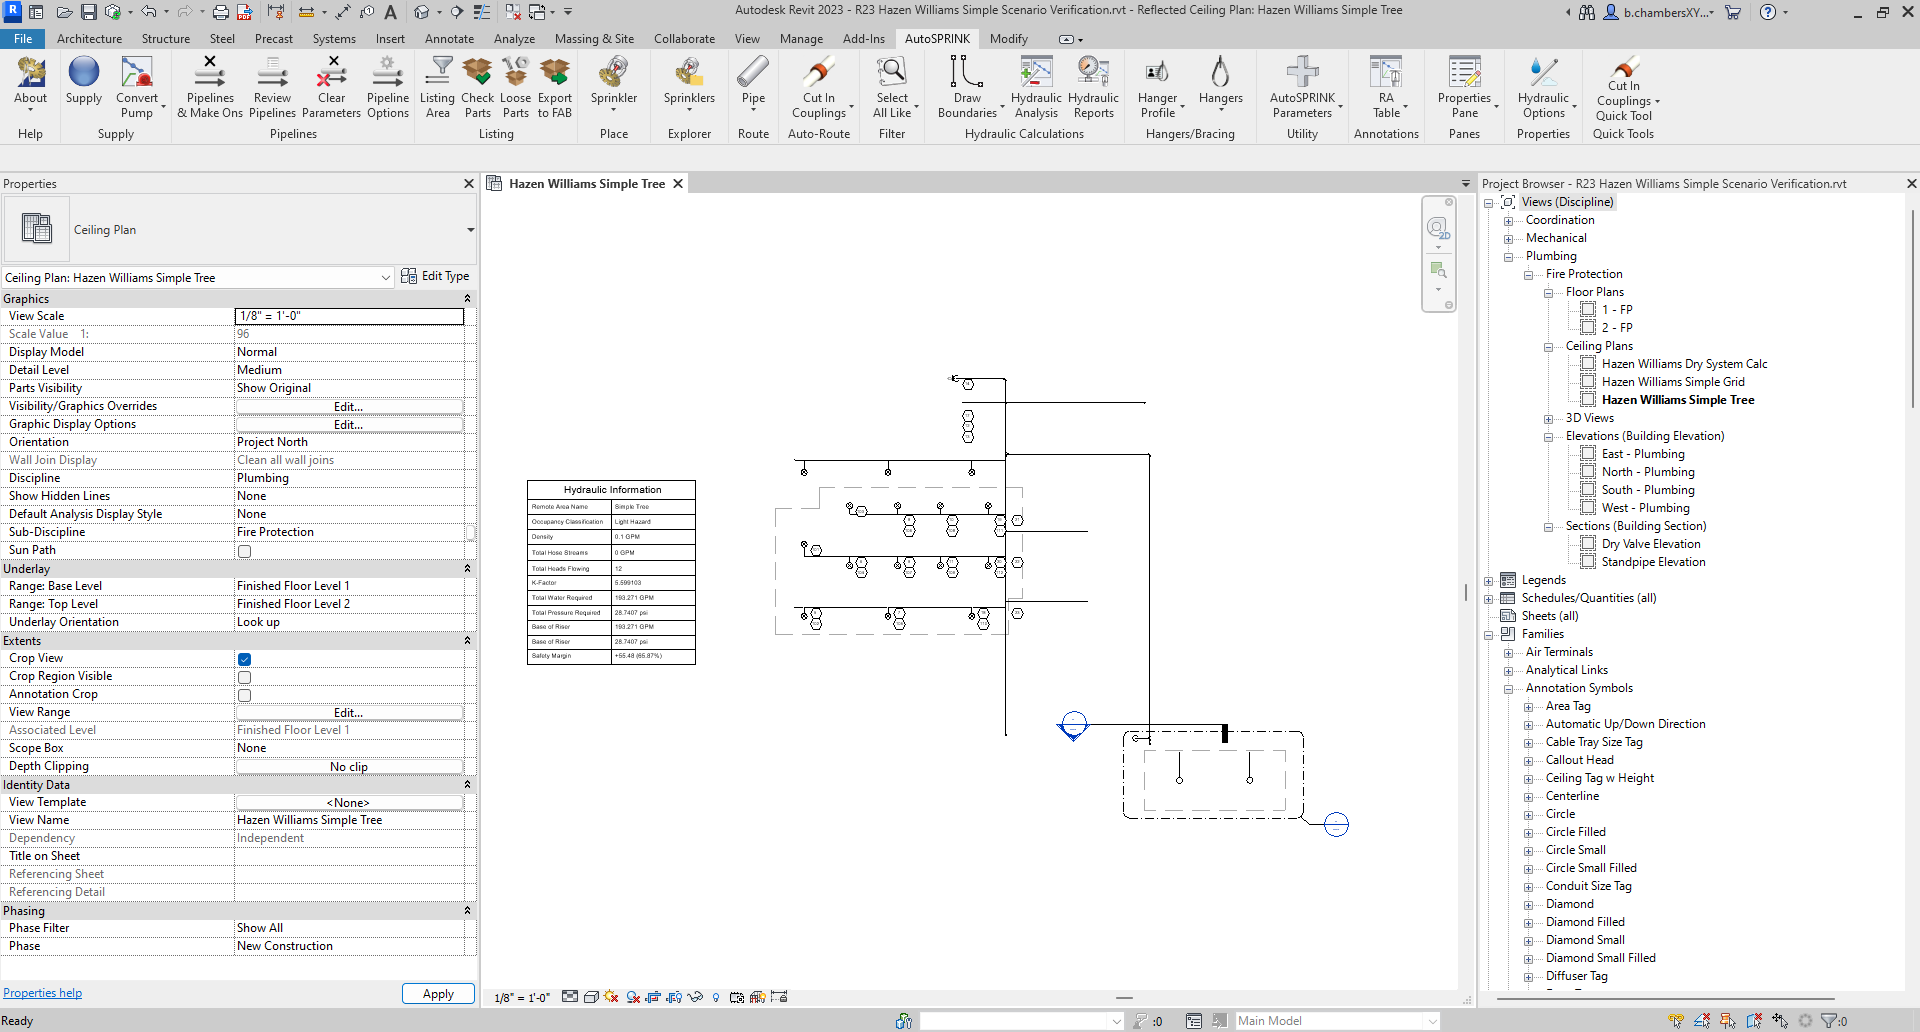 Autodesk Revit 2023 - R23 Hazen Williams Simple Scenario Verification.rvt - Reflected Ceiling Plan: Hazen Williams Simple Tree
b.chambersXY...
File Architecture Structure Steel Precast Systems Insert Annotate Analyze Massing & Site Collaborate View Manage Add-Ins AutoSPRINK Modify
About Supply Convert Pump Pipelines & Make Ons Review Pipelines Clear Parameters Pipeline Options Listing Area Check Parts Loose Parts Export to FAB Sprinkler Sprinklers Pipe Cut In Couplings Select All Like Draw Boundaries Hydraulic Analysis Hydraulic Reports Hanger Profile Hangers AutoSPRINK Parameters RA Table Properties Pane Hydraulic Options Cut In Couplings Quick Tool
Help Supply Pipelines Listing Place Explorer Route Auto-Route Filter Hydraulic Calculations Hangers/Bracing Utility Annotations Panes Properties Quick Tools
Properties
Ceiling Plan
Ceiling Plan: Hazen Williams Simple Tree Edit Type
Graphics
View Scale 1/8" = 1'-0"
Scale Value 1: 96
Display Model Normal
Detail Level Medium
Parts Visibility Show Original
Visibility/Graphics Overrides Edit...
Graphic Display Options Edit...
Orientation Project North
Wall Join Display Clean all wall joins
Discipline Plumbing
Show Hidden Lines None
Default Analysis Display Style None
Sub-Discipline Fire Protection
Sun Path
Underlay
Range: Base Level Finished Floor Level 1
Range: Top Level Finished Floor Level 2
Underlay Orientation Look up
Extents
Crop View
Crop Region Visible
Annotation Crop
View Range Edit...
Associated Level Finished Floor Level 1
Scope Box None
Depth Clipping No clip
Identity Data
View Template <None>
View Name Hazen Williams Simple Tree
Dependency Independent
Title on Sheet
Referencing Sheet
Referencing Detail
Phasing
Phase Filter Show All
Phase New Construction
Properties help Apply
Hazen Williams Simple Tree
2D
Hydraulic Information
Remote Area Name Simple Tree
Occupancy Classification Light Hazard
Density 0.1 GPM
Total Hose Streams 0 GPM
Total Heads Flowing 12
K-Factor 5.599103
Total Water Required 193.271 GPM
Total Pressure Required 28.7407 psi
Base of Riser 193.271 GPM
Base of Riser 28.7407 psi
Safety Margin +55.48 (65.87%)
1/8" = 1'-0"
Project Browser - R23 Hazen Williams Simple Scenario Verification.rvt
Views (Discipline)
Coordination
Mechanical
Plumbing
Fire Protection
Floor Plans
1 - FP
2 - FP
Ceiling Plans
Hazen Williams Dry System Calc
Hazen Williams Simple Grid
Hazen Williams Simple Tree
3D Views
Elevations (Building Elevation)
East - Plumbing
North - Plumbing
South - Plumbing
West - Plumbing
Sections (Building Section)
Dry Valve Elevation
Standpipe Elevation
Legends
Schedules/Quantities (all)
Sheets (all)
Families
Air Terminals
Analytical Links
Annotation Symbols
Area Tag
Automatic Up/Down Direction
Cable Tray Size Tag
Callout Head
Ceiling Tag w Height
Centerline
Circle
Circle Filled
Circle Small
Circle Small Filled
Conduit Size Tag
Diamond
Diamond Filled
Diamond Small
Diamond Small Filled
Diffuser Tag
Ready :0 Main Model :0